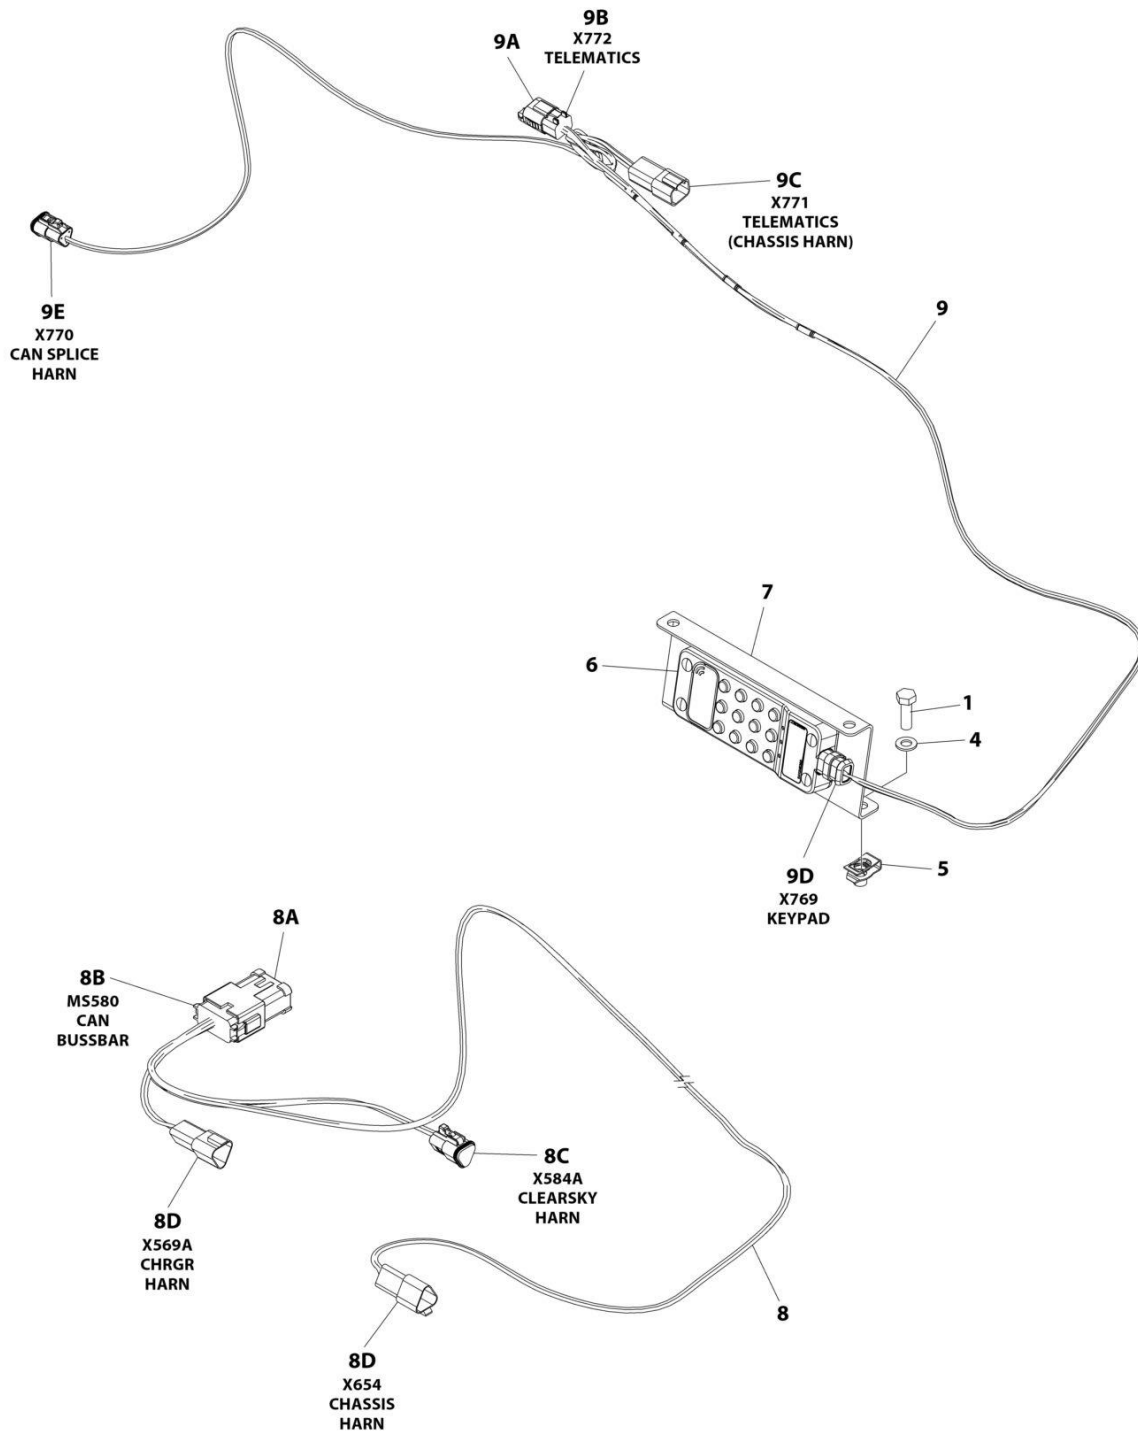 9B
X772
TELEMATICS
9A
9C
X771
TELEMATICS
(CHASSIS HARN)
9E
X770
CAN SPLICE
HARN
9
7
6
1
4
5
9D
X769
KEYPAD
8A
8B
MS580
CAN
BUSSBAR
8C
X584A
CLEARSKY
HARN
8D
X569A
CHRGR
HARN
8
8D
X654
CHASSIS
HARN